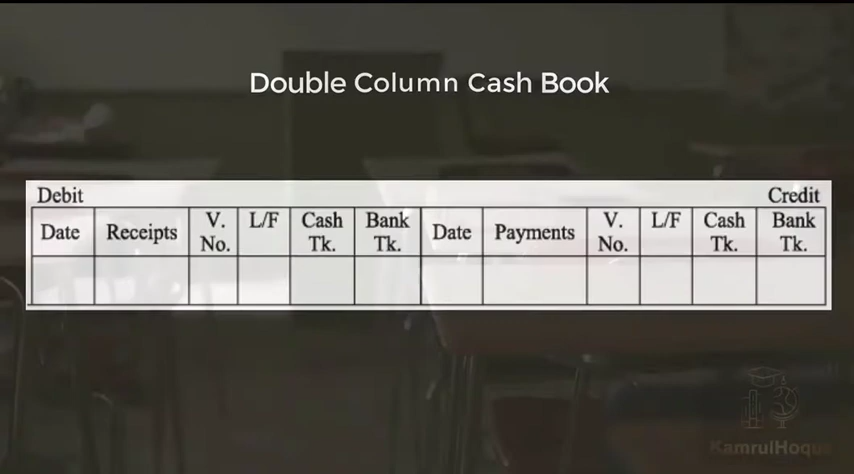 Double Column Cash Book
Debit Credit
Date Receipts V. No. L/F Cash Tk. Bank Tk. Date Payments V. No. L/F Cash Tk. Bank Tk.
KamrulHoque